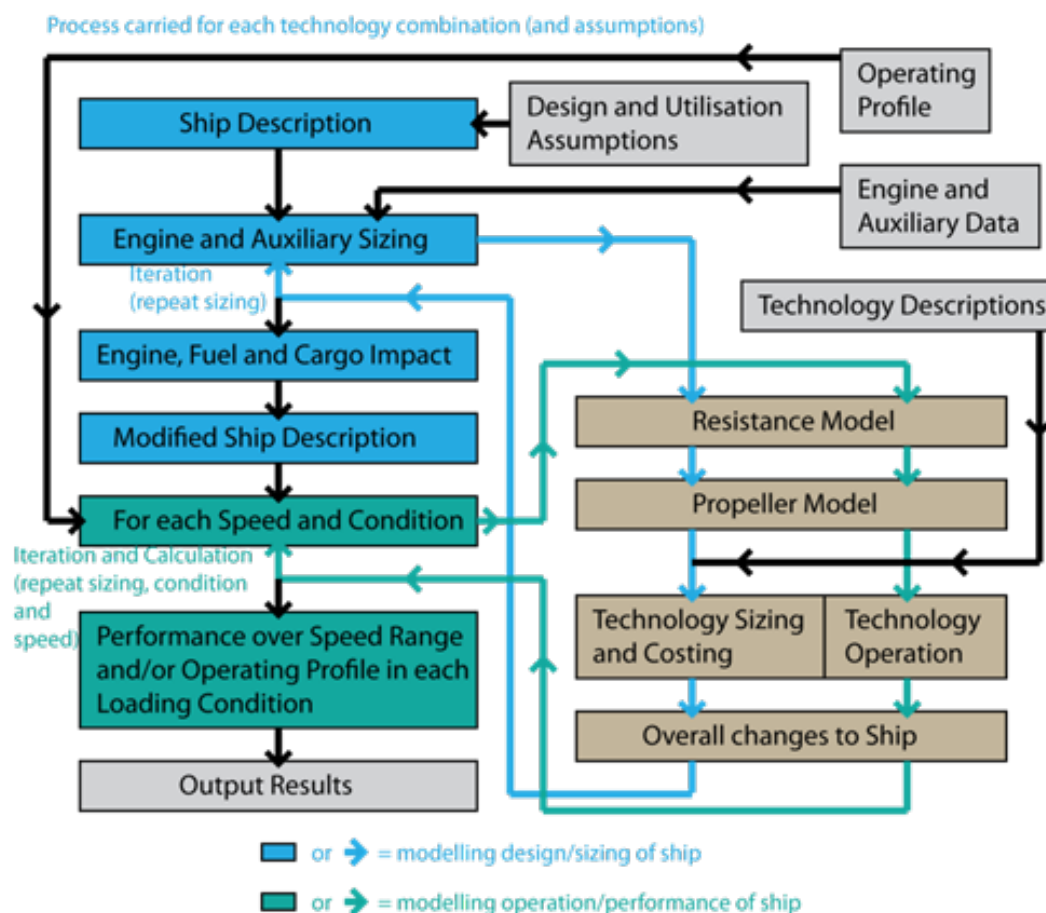 Process carried for each technology combination (and assumptions)
Operating
Profile
Ship Description
Design and Utilisation
Assumptions
Engine and
Auxiliary Data
Engine and Auxiliary Sizing
Iteration
(repeat sizing)
Technology Descriptions
Engine, Fuel and Cargo Impact
Modified Ship Description
Resistance Model
For each Speed and Condition
Propeller Model
Iteration and Calculation
(repeat sizing, condition
and
speed)
Performance over Speed Range
and/or Operating Profile in each
Loading Condition
Technology Sizing
and Costing
Technology
Operation
Overall changes to Ship
Output Results
or = modelling design/sizing of ship
or = modelling operation/performance of ship